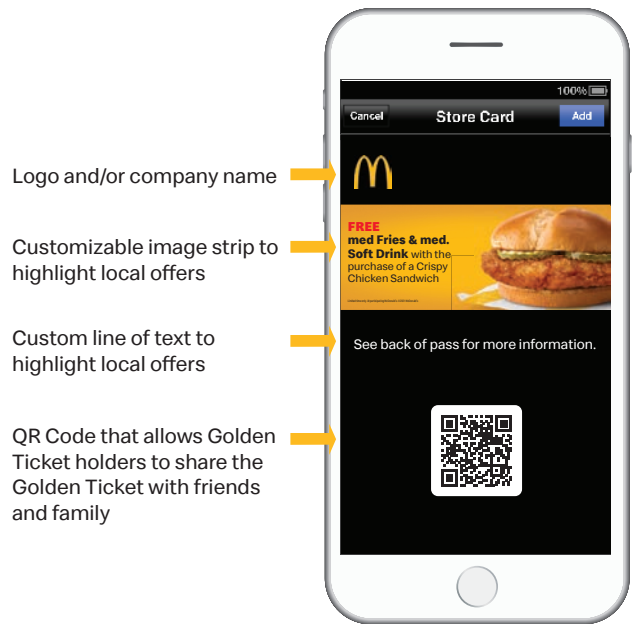 100%
Cancel
Store Card
Add
Logo and/or company name
Customizable image strip to
highlight local offers
FREE
med Fries & med.
Soft Drink with the
purchase of a Crispy
Chicken Sandwich
Custom line of text to
highlight local offers
See back of pass for more information.
QR Code that allows Golden
Ticket holders to share the
Golden Ticket with friends
and family